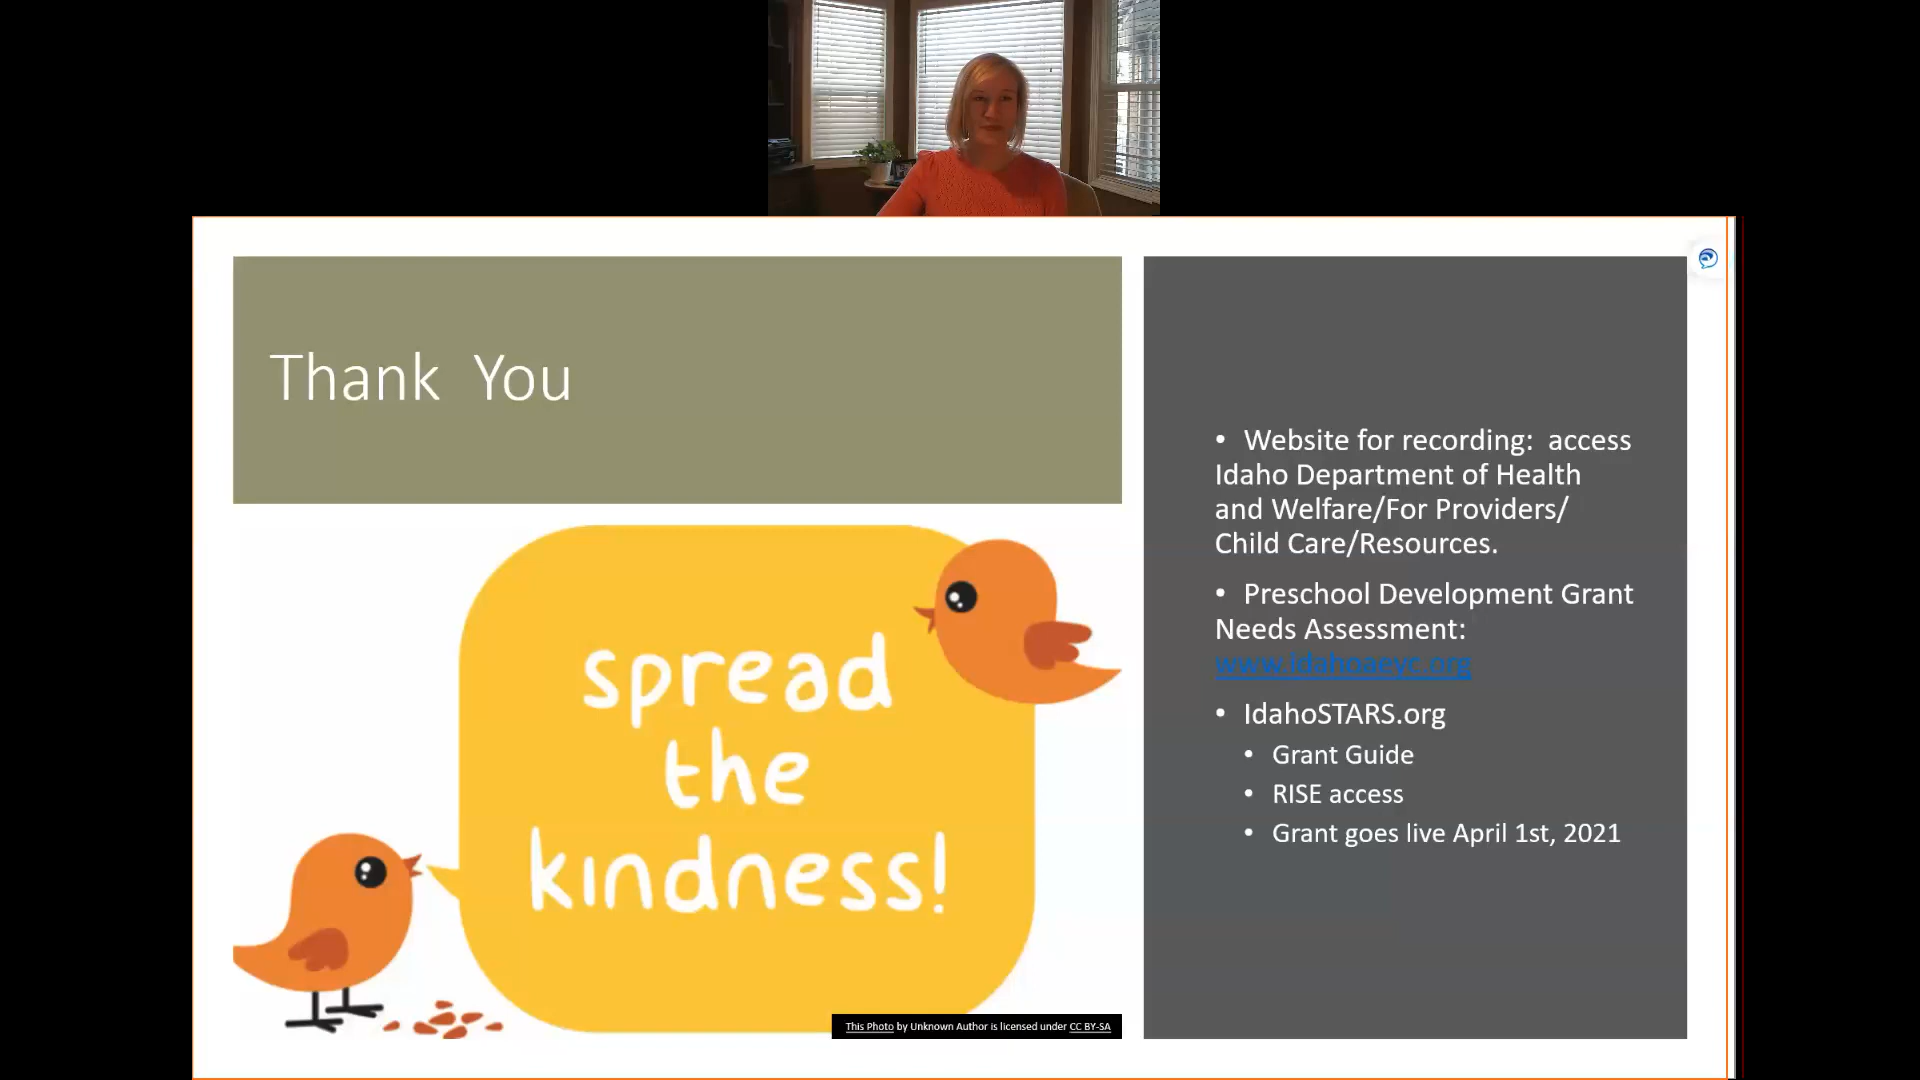 Thank You
spread
the
kindness!
This Photo by Unknown Author is licensed under CC BY-SA
• Website for recording: access
Idaho Department of Health
and Welfare/For Providers/
Child Care/Resources.
• Preschool Development Grant
Needs Assessment:
www.idahoaeyc.org
• IdahoSTARS.org
• Grant Guide
• RISE access
• Grant goes live April 1st, 2021